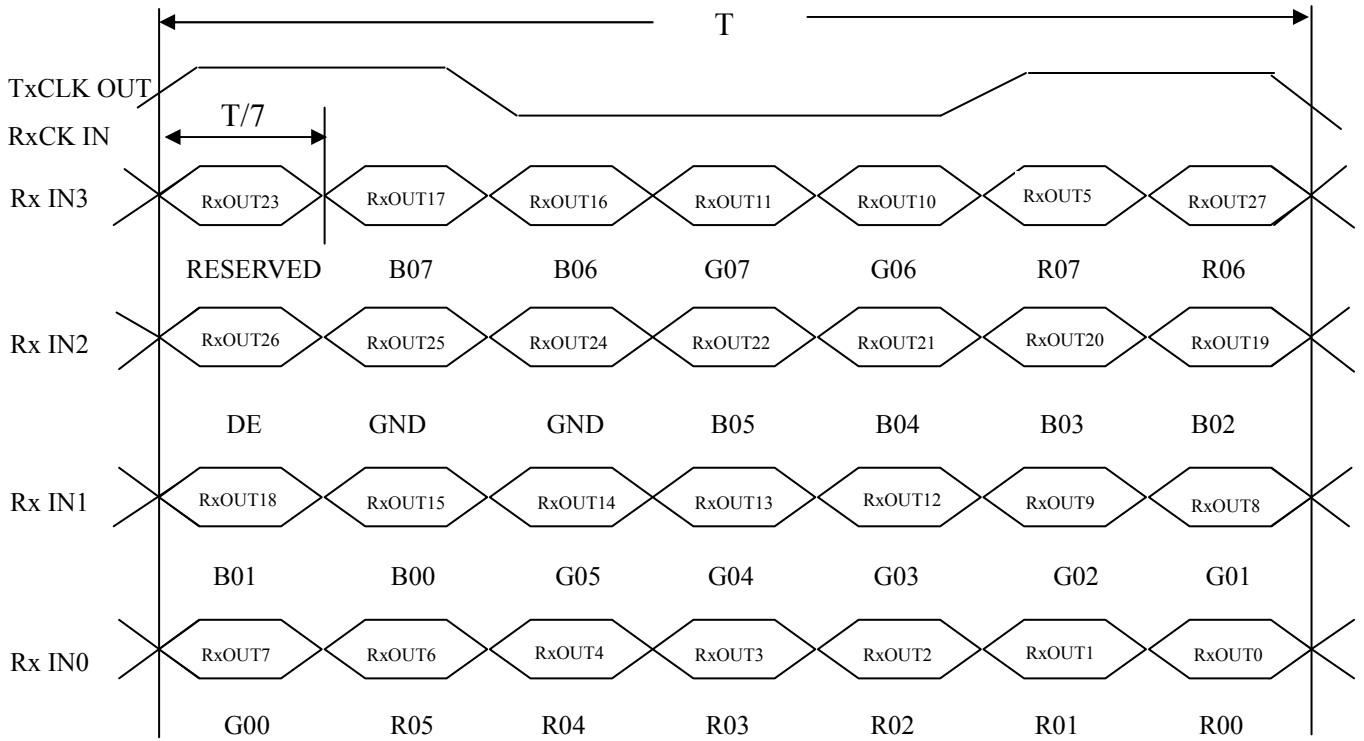 T
TxCLK OUT
T/7
RxCK IN
Rx IN3 RxOUT23 RxOUT17 RxOUT16 RxOUT11 RxOUT10 RxOUT5 RxOUT27
RESERVED B07 B06 G07 G06 R07 R06
Rx IN2 RxOUT26 RxOUT25 RxOUT24 RxOUT22 RxOUT21 RxOUT20 RxOUT19
DE GND GND B05 B04 B03 B02
Rx IN1 RxOUT18 RxOUT15 RxOUT14 RxOUT13 RxOUT12 RxOUT9 RxOUT8
B01 B00 G05 G04 G03 G02 G01
Rx IN0 RxOUT7 RxOUT6 RxOUT4 RxOUT3 RxOUT2 RxOUT1 RxOUT0
G00 R05 R04 R03 R02 R01 R00